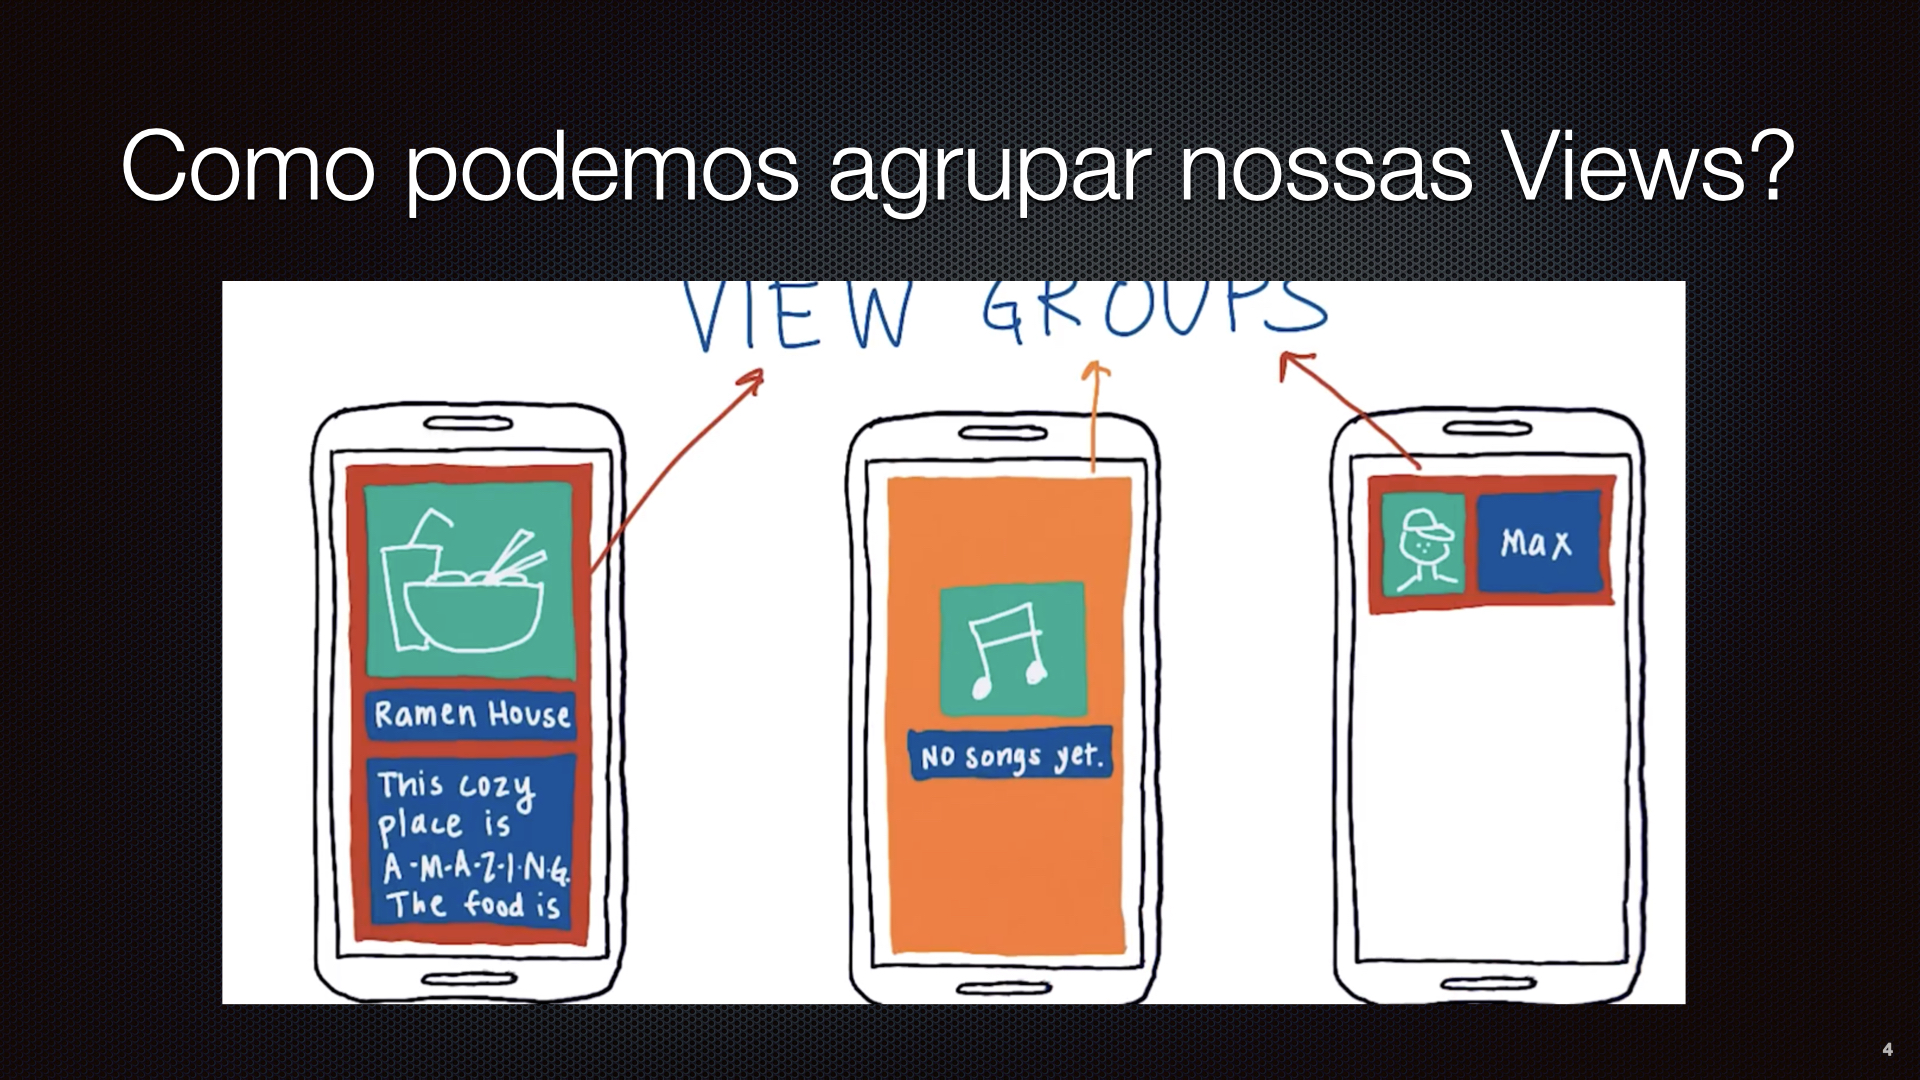 Como podemos agrupar nossas Views?
VIEW GROUPS
Ramen House
This cozy
place is
A-M-A-Z-I-N-G.
The food is
No songs yet.
Max
4